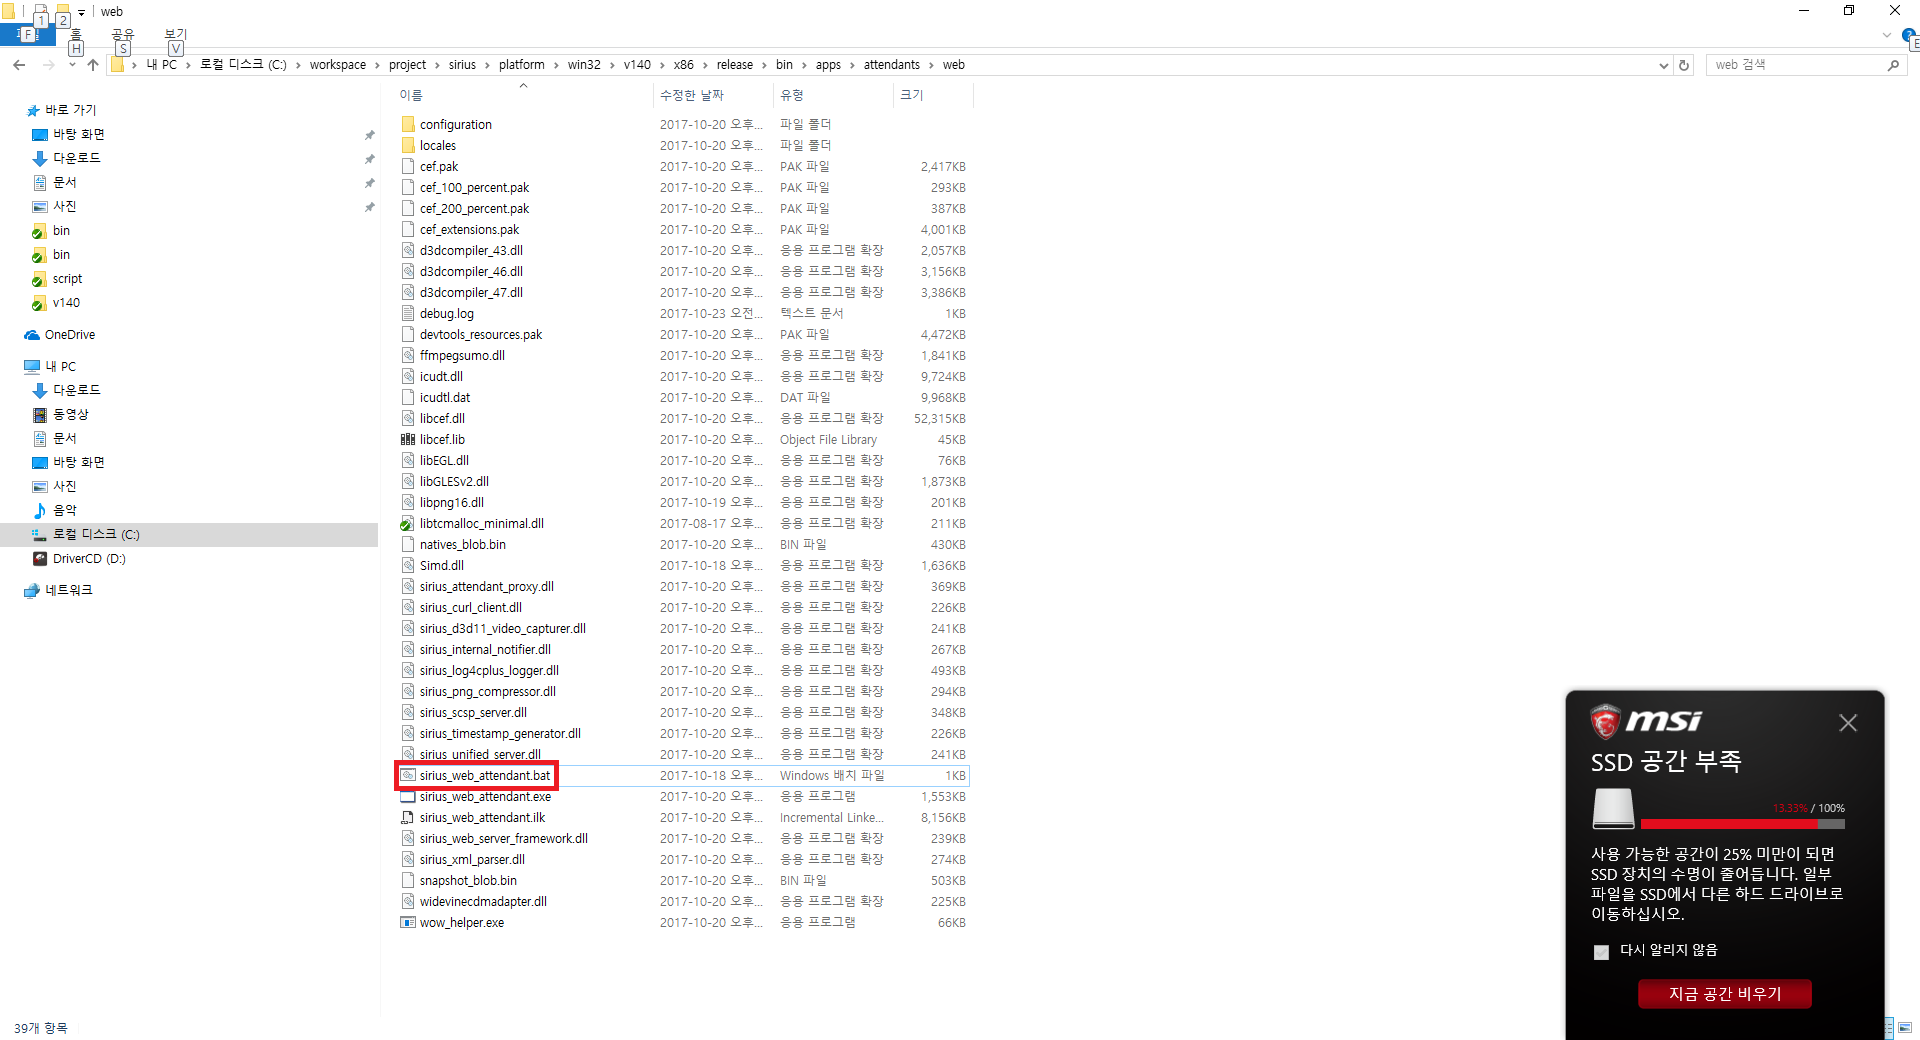 1 2 web
F 파일 홈 공유 보기
H S V E
내 PC 로컬 디스크 (C:) workspace project sirius platform win32 v140 x86 release bin apps attendants web
web 검색
바로 가기
바탕 화면
다운로드
문서
사진
bin
bin
script
v140
OneDrive
내 PC
다운로드
동영상
문서
바탕 화면
사진
음악
로컬 디스크 (C:)
DriverCD (D:)
네트워크
이름 수정한 날짜 유형 크기
configuration 2017-10-20 오후... 파일 폴더
locales 2017-10-20 오후... 파일 폴더
cef.pak 2017-10-20 오후... PAK 파일 2,417KB
cef_100_percent.pak 2017-10-20 오후... PAK 파일 293KB
cef_200_percent.pak 2017-10-20 오후... PAK 파일 387KB
cef_extensions.pak 2017-10-20 오후... PAK 파일 4,001KB
d3dcompiler_43.dll 2017-10-20 오후... 응용 프로그램 확장 2,057KB
d3dcompiler_46.dll 2017-10-20 오후... 응용 프로그램 확장 3,156KB
d3dcompiler_47.dll 2017-10-20 오후... 응용 프로그램 확장 3,386KB
debug.log 2017-10-23 오전... 텍스트 문서 1KB
devtools_resources.pak 2017-10-20 오후... PAK 파일 4,472KB
ffmpegsumo.dll 2017-10-20 오후... 응용 프로그램 확장 1,841KB
icudt.dll 2017-10-20 오후... 응용 프로그램 확장 9,724KB
icudtl.dat 2017-10-20 오후... DAT 파일 9,968KB
libcef.dll 2017-10-20 오후... 응용 프로그램 확장 52,315KB
libcef.lib 2017-10-20 오후... Object File Library 45KB
libEGL.dll 2017-10-20 오후... 응용 프로그램 확장 76KB
libGLESv2.dll 2017-10-20 오후... 응용 프로그램 확장 1,873KB
libpng16.dll 2017-10-19 오후... 응용 프로그램 확장 201KB
libtcmalloc_minimal.dll 2017-08-17 오후... 응용 프로그램 확장 211KB
natives_blob.bin 2017-10-20 오후... BIN 파일 430KB
Simd.dll 2017-10-18 오후... 응용 프로그램 확장 1,636KB
sirius_attendant_proxy.dll 2017-10-20 오후... 응용 프로그램 확장 369KB
sirius_curl_client.dll 2017-10-20 오후... 응용 프로그램 확장 226KB
sirius_d3d11_video_capturer.dll 2017-10-20 오후... 응용 프로그램 확장 241KB
sirius_internal_notifier.dll 2017-10-20 오후... 응용 프로그램 확장 267KB
sirius_log4cplus_logger.dll 2017-10-20 오후... 응용 프로그램 확장 493KB
sirius_png_compressor.dll 2017-10-20 오후... 응용 프로그램 확장 294KB
sirius_scsp_server.dll 2017-10-20 오후... 응용 프로그램 확장 348KB
sirius_timestamp_generator.dll 2017-10-20 오후... 응용 프로그램 확장 226KB
sirius_unified_server.dll 2017-10-20 오후... 응용 프로그램 확장 241KB
sirius_web_attendant.bat 2017-10-18 오후... Windows 배치 파일 1KB
sirius_web_attendant.exe 2017-10-20 오후... 응용 프로그램 1,553KB
sirius_web_attendant.ilk 2017-10-20 오후... Incremental Linke... 8,156KB
sirius_web_server_framework.dll 2017-10-20 오후... 응용 프로그램 확장 239KB
sirius_xml_parser.dll 2017-10-20 오후... 응용 프로그램 확장 274KB
snapshot_blob.bin 2017-10-20 오후... BIN 파일 503KB
widevinecdmadapter.dll 2017-10-20 오후... 응용 프로그램 확장 225KB
wow_helper.exe 2017-10-20 오후... 응용 프로그램 66KB
msi
SSD 공간 부족
13.33% / 100%
사용 가능한 공간이 25% 미만이 되면
SSD 장치의 수명이 줄어듭니다. 일부
파일을 SSD에서 다른 하드 드라이브로
이동하십시오.
다시 알리지 않음
지금 공간 비우기
39개 항목